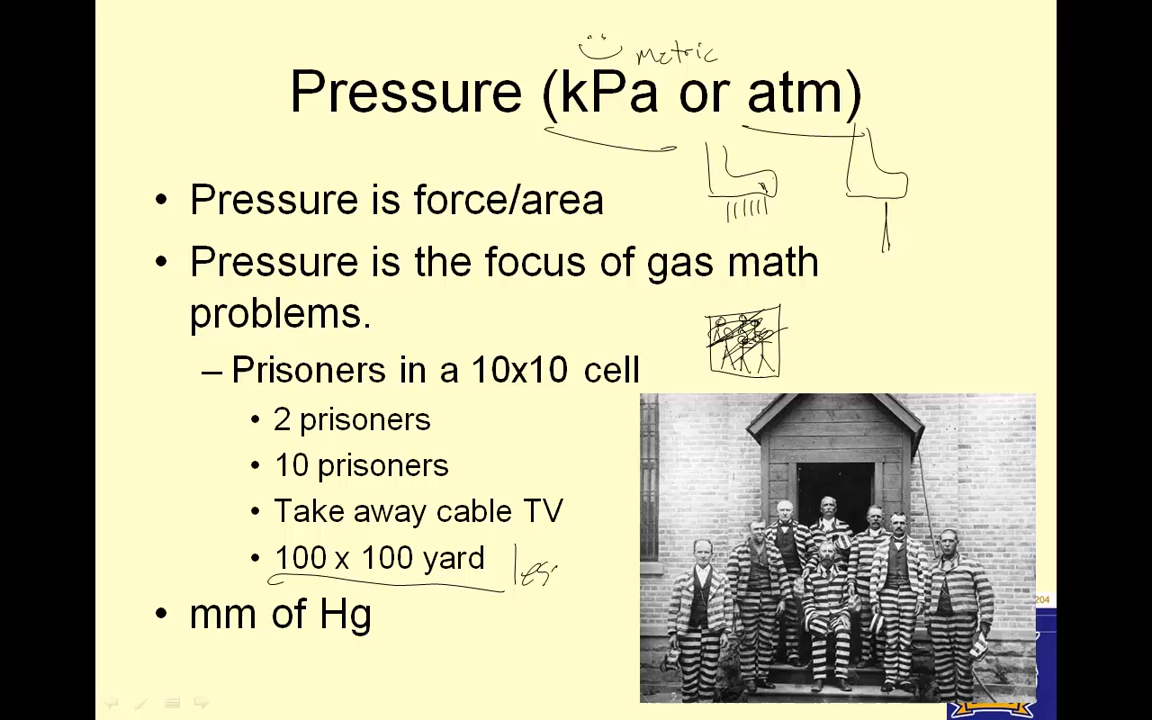 metric
Pressure (kPa or atm)
• Pressure is force/area
• Pressure is the focus of gas math
problems.
– Prisoners in a 10x10 cell
• 2 prisoners
• 10 prisoners
• Take away cable TV
• 100 x 100 yard
• mm of Hg
204